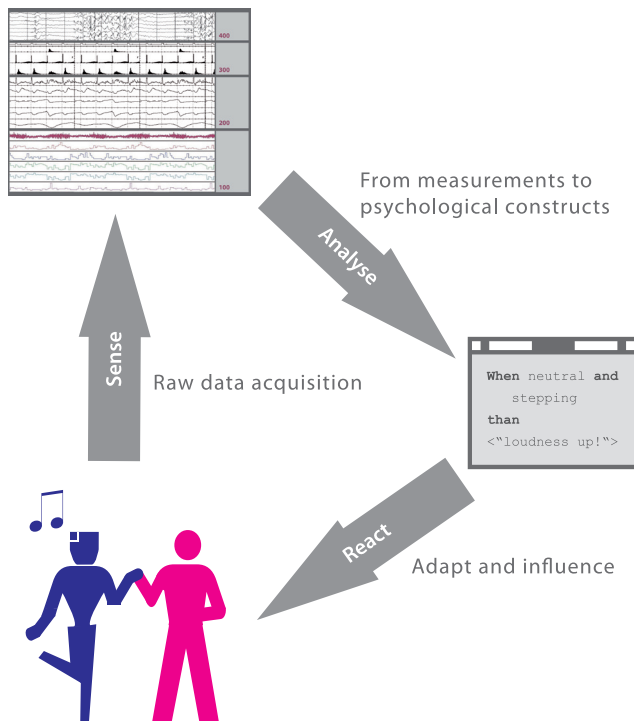 400
300
200
100
From measurements to
psychological constructs
Analyse
Sense
Raw data acquisition
When neutral and
stepping
than
<“loudness up!“>
React
Adapt and influence